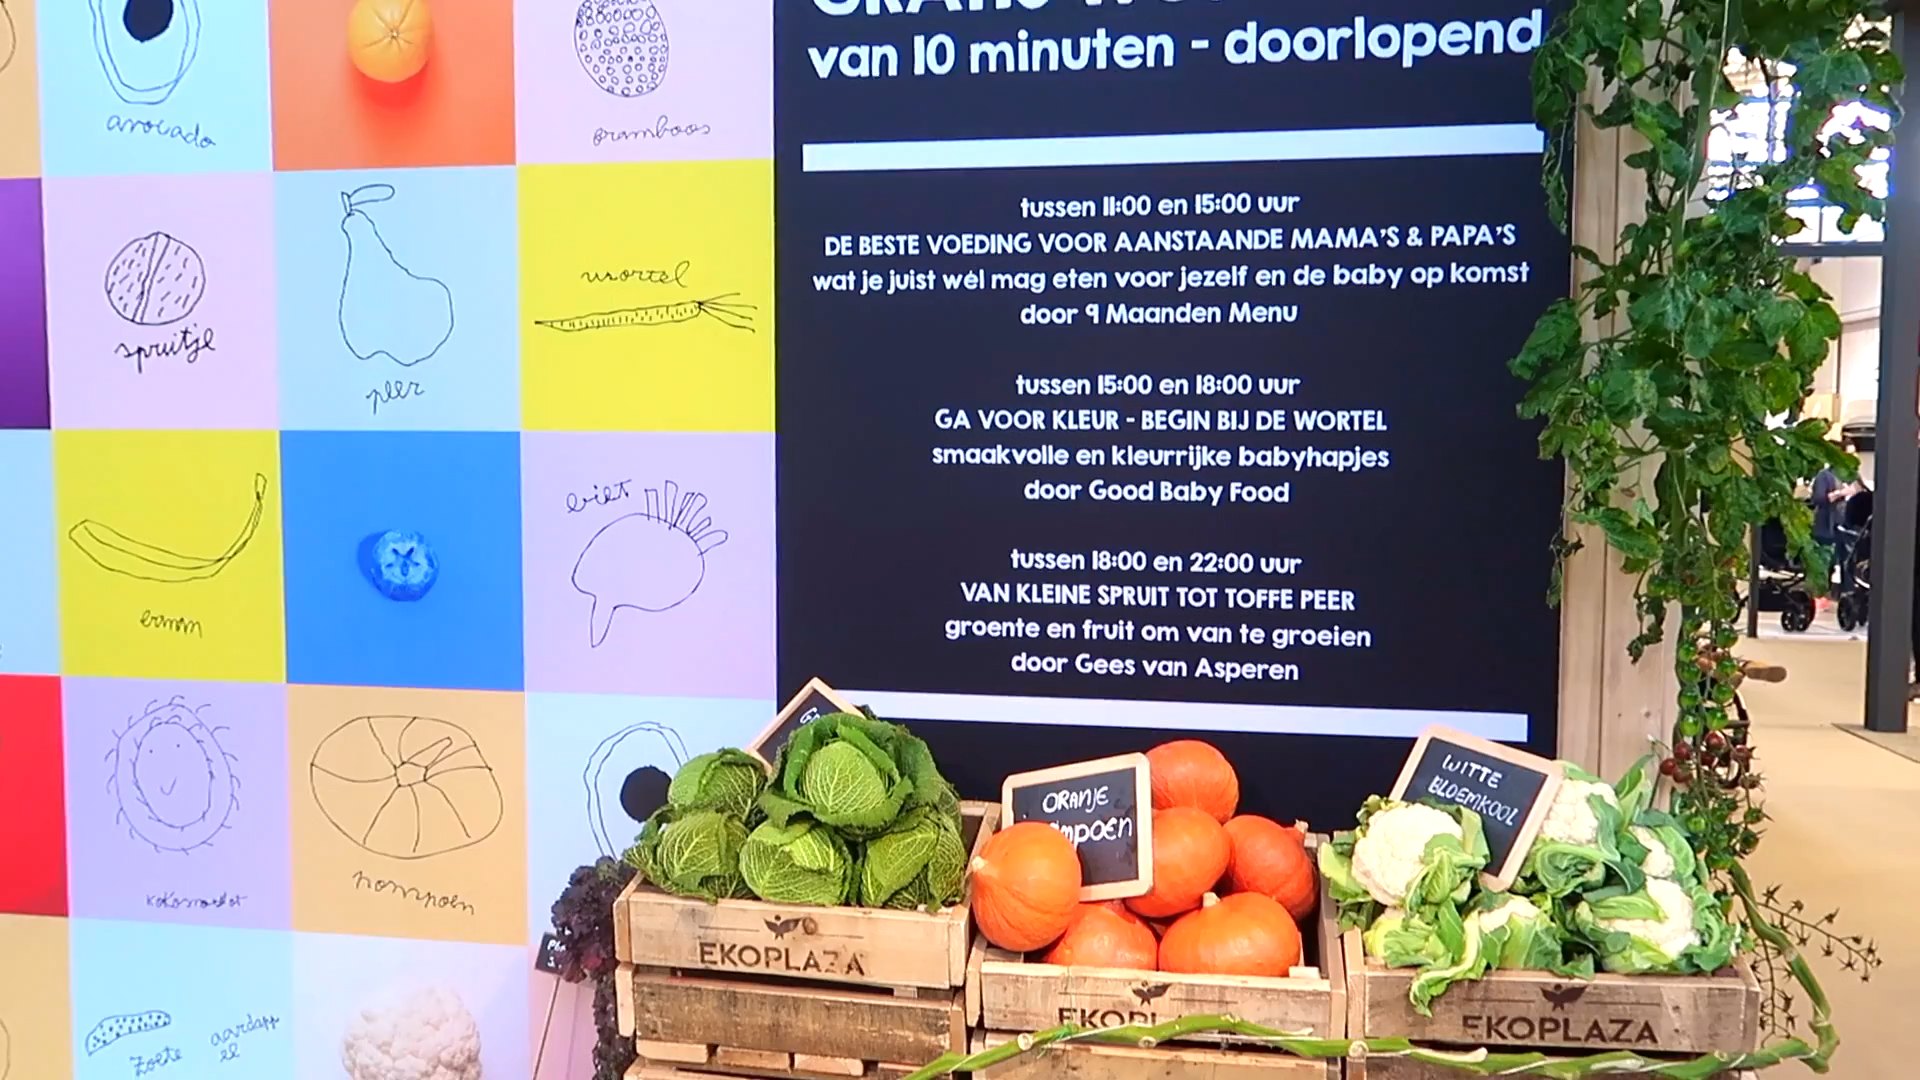 van 10 minuten - doorlopend
tussen 11:00 en 15:00 uur
DE BESTE VOEDING VOOR AANSTAANDE MAMA'S & PAPA'S
wat je juist wél mag eten voor jezelf en de baby op komst
door 9 Maanden Menu
tussen 15:00 en 18:00 uur
GA VOOR KLEUR - BEGIN BIJ DE WORTEL
smaakvolle en kleurrijke babyhapjes
door Good Baby Food
tussen 18:00 en 22:00 uur
VAN KLEINE SPRUIT TOT TOFFE PEER
groente en fruit om van te groeien
door Gees van Asperen
avocado
framboos
spruitje
peer
wortel
banan
biet
pompoen
zoete
aardapp
el
ORANJE
WITTE
BLOEMKOOL
EKOPLAZA
EKOPLAZA